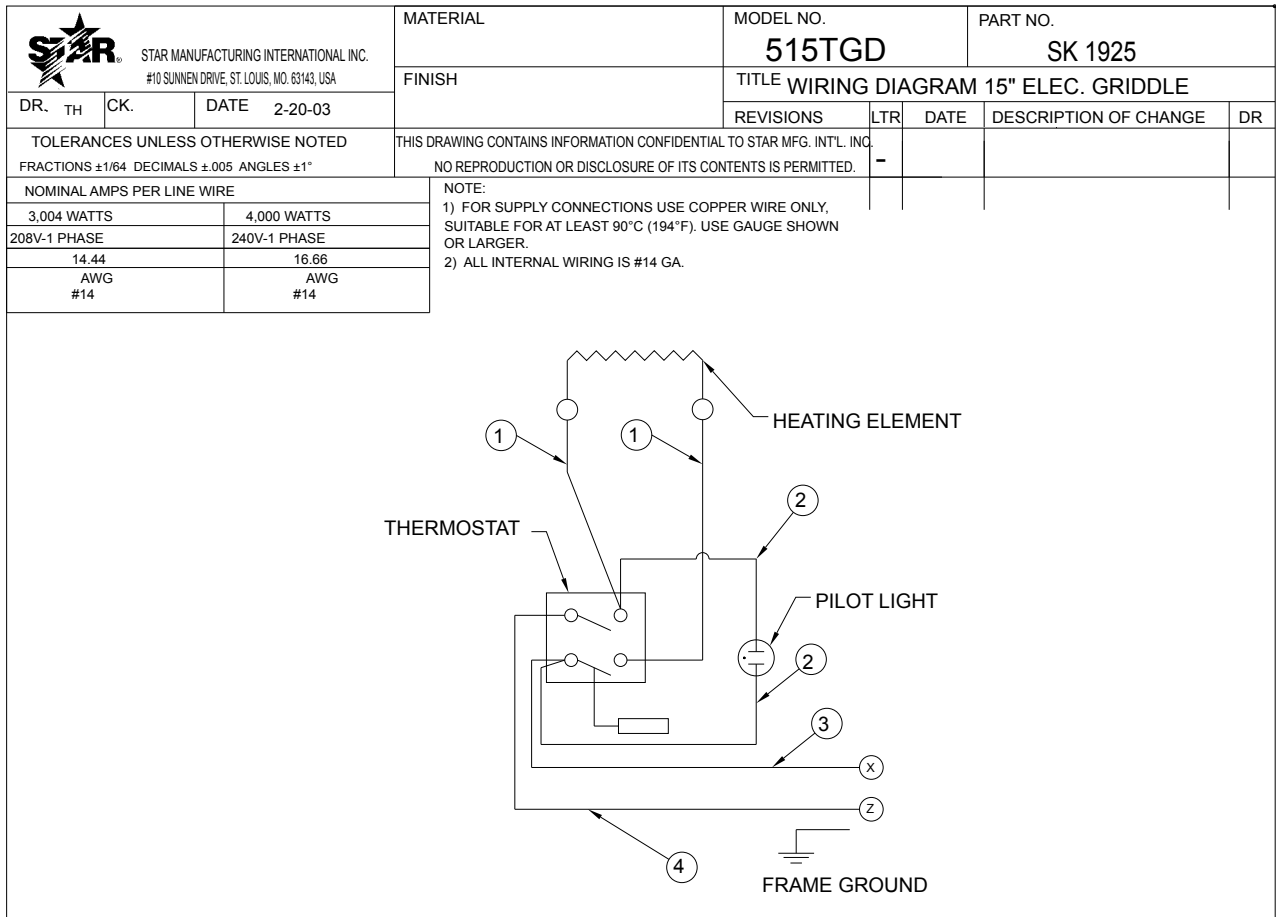 STAR®
STAR MANUFACTURING INTERNATIONAL INC.
#10 SUNNEN DRIVE, ST. LOUIS, MO. 63143, USA
DR. TH
CK.
DATE 2-20-03
MATERIAL
FINISH
MODEL NO.
515TGD
PART NO.
SK 1925
TITLE WIRING DIAGRAM 15" ELEC. GRIDDLE
REVISIONS LTR DATE DESCRIPTION OF CHANGE DR
-
TOLERANCES UNLESS OTHERWISE NOTED
FRACTIONS ±1/64 DECIMALS ±.005 ANGLES ±1°
THIS DRAWING CONTAINS INFORMATION CONFIDENTIAL TO STAR MFG. INT'L. INC.
NO REPRODUCTION OR DISCLOSURE OF ITS CONTENTS IS PERMITTED.
NOMINAL AMPS PER LINE WIRE
3,004 WATTS 4,000 WATTS
208V-1 PHASE 240V-1 PHASE
14.44 16.66
AWG AWG
#14 #14
NOTE:
1) FOR SUPPLY CONNECTIONS USE COPPER WIRE ONLY,
SUITABLE FOR AT LEAST 90°C (194°F). USE GAUGE SHOWN
OR LARGER.
2) ALL INTERNAL WIRING IS #14 GA.
HEATING ELEMENT
1 1
2
THERMOSTAT
PILOT LIGHT
2
3
X
Z
4
FRAME GROUND